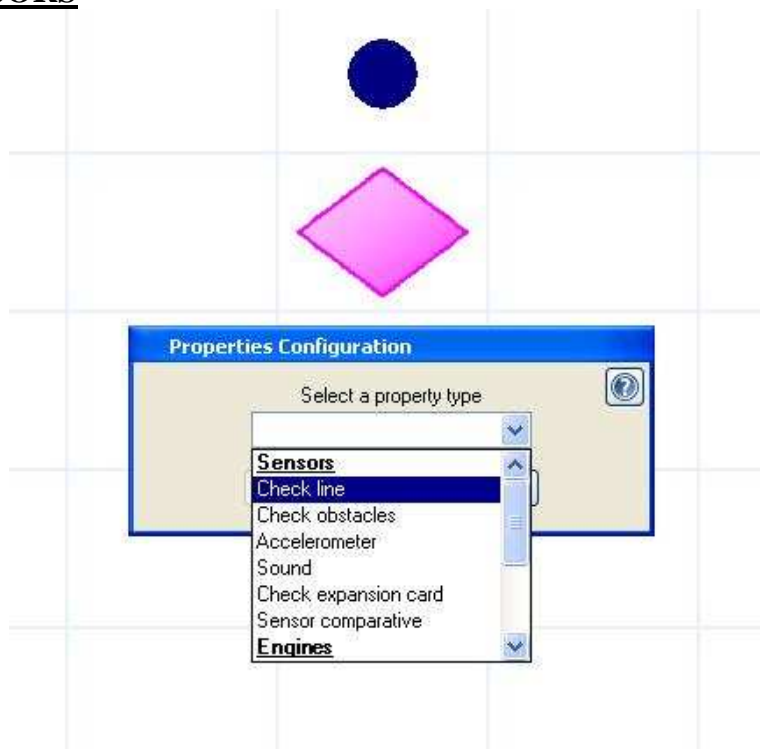 Properties Configuration
Select a property type
Sensors
Check line
Check obstacles
Accelerometer
Sound
Check expansion card
Sensor comparative
Engines